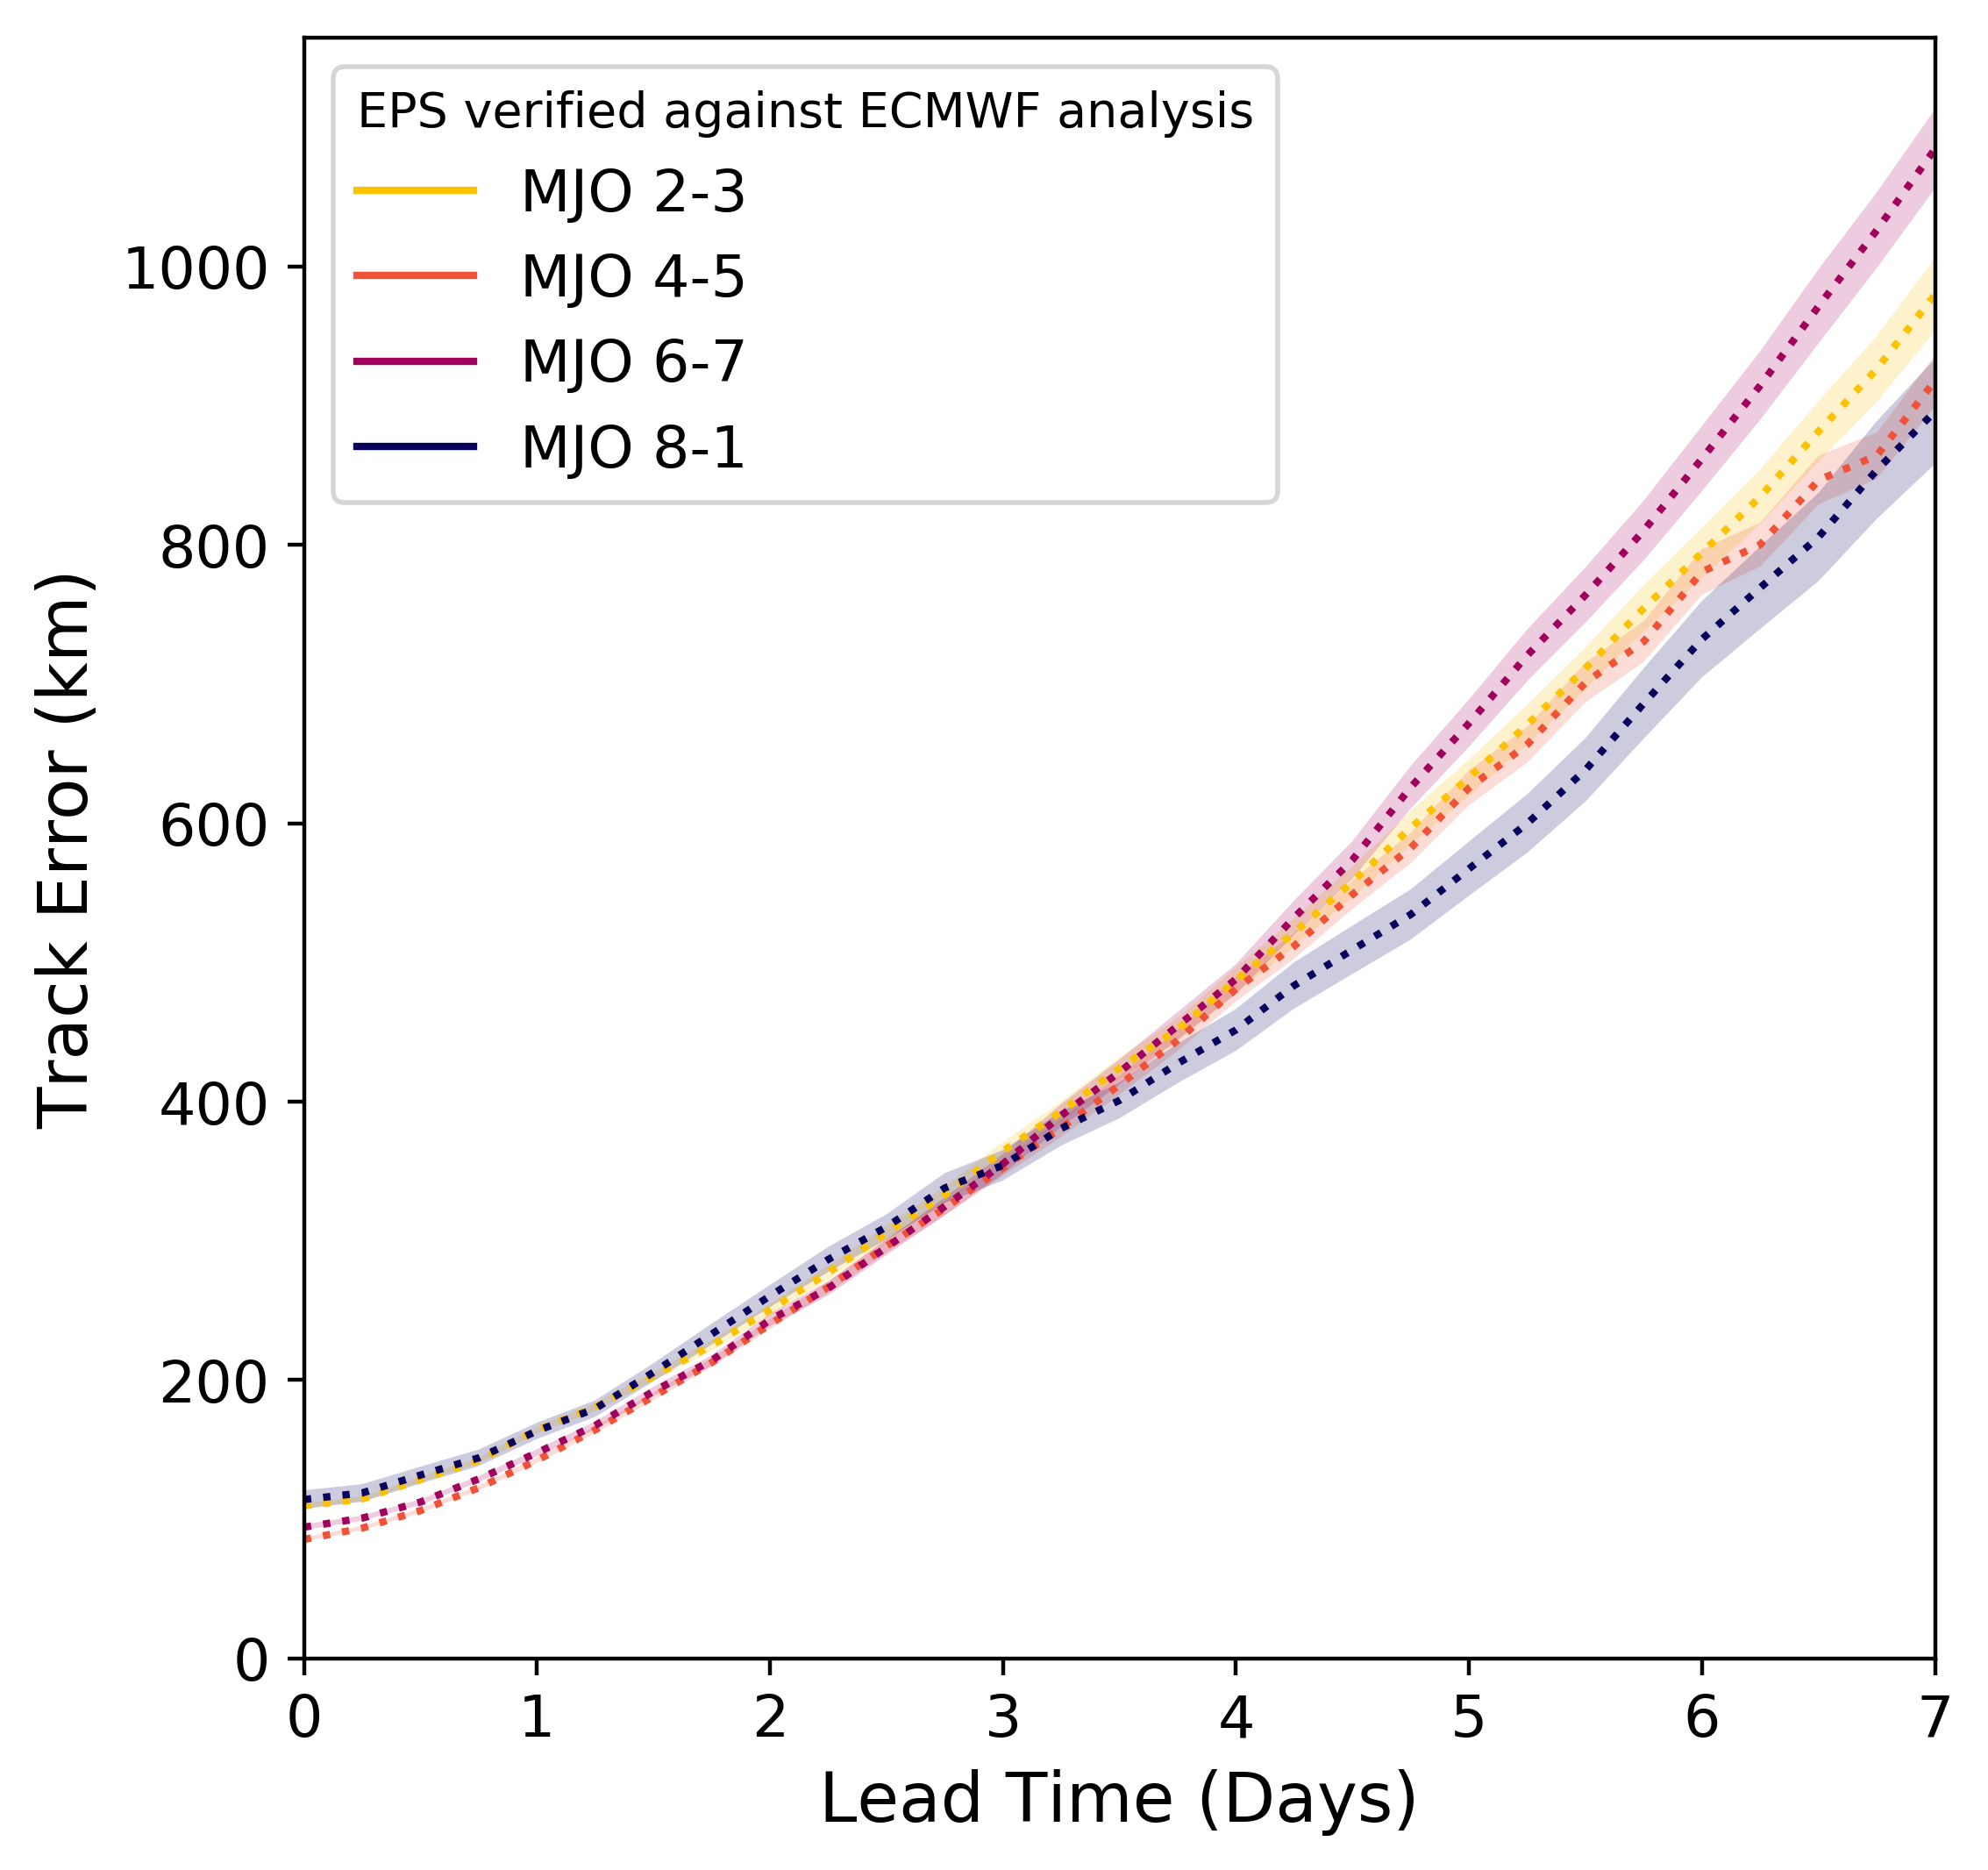 EPS verified against ECMWF analysis
MJO 2-3
MJO 4-5
MJO 6-7
MJO 8-1
Track Error (km)
1000
800
600
400
200
0
0 1 2 3 4 5 6 7
Lead Time (Days)